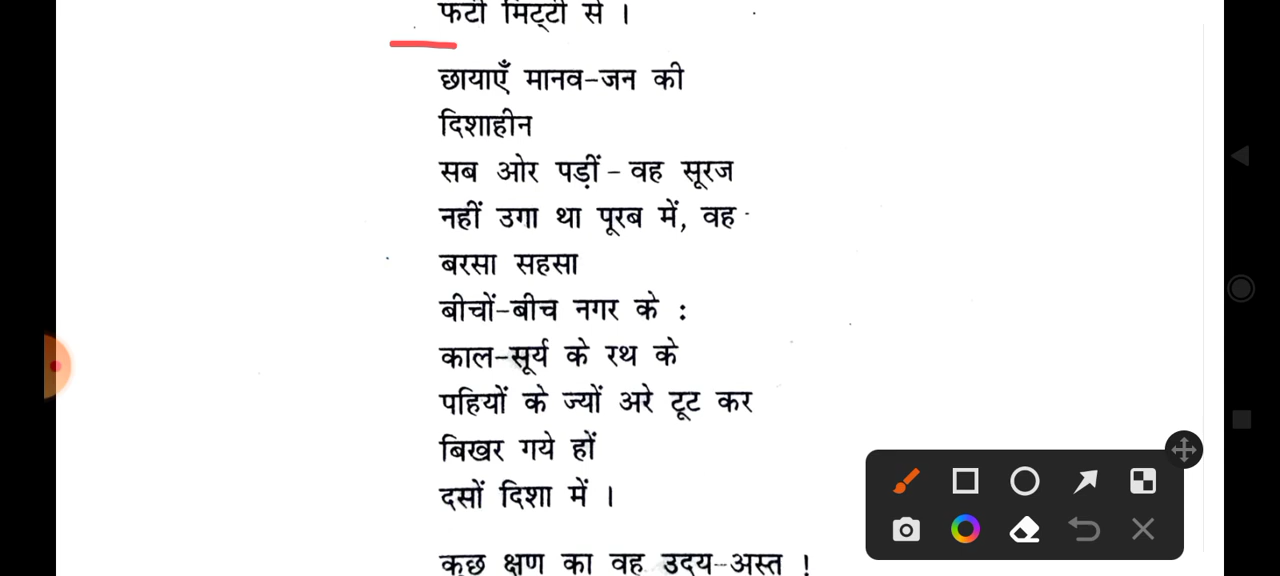 फटी मिट्टी से ।
छायाएँ मानव-जन की
दिशाहीन
सब ओर पड़ीं - वह सूरज
नहीं उगा था पूरब में, वह
बरसा सहसा
बीचों-बीच नगर के :
काल-सूर्य के रथ के
पहियों के ज्यों अरे टूट कर
बिखर गये हों
दसों दिशा में ।
कुछ क्षण का वह उदय-अस्त !